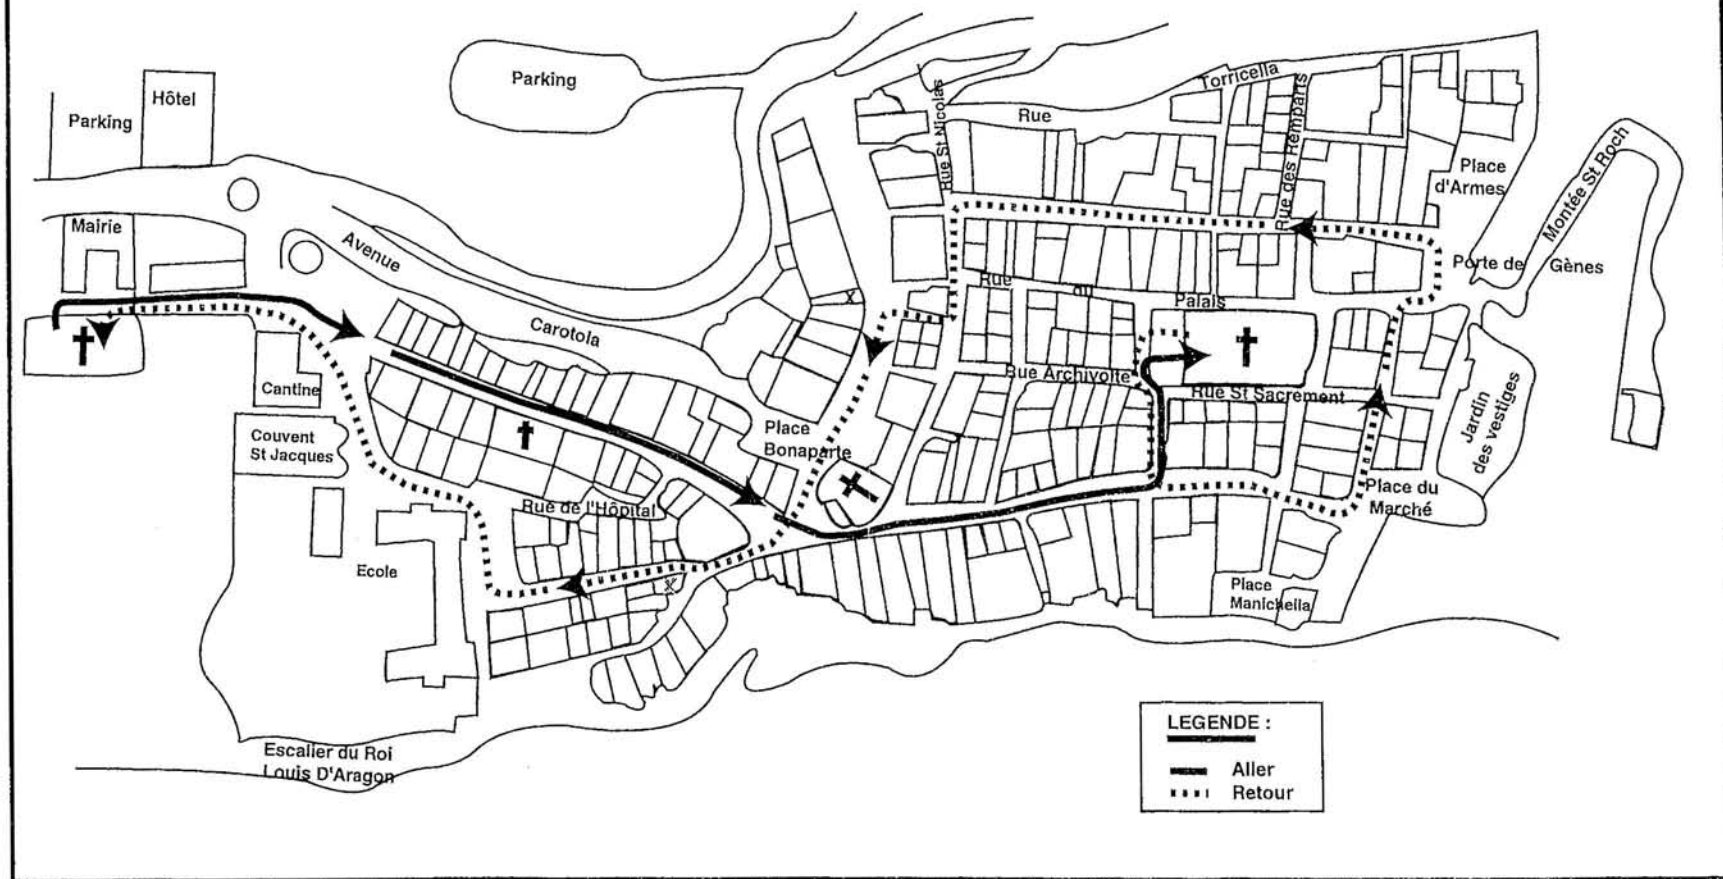 Parking
Hôtel
Parking
Mairie
Avenue
Carotola
Cantine
Couvent
St Jacques
Ecole
Escalier du Roi
Louis D'Aragon
Rue de l'Hôpital
Place
Bonaparte
Rue St Nicolas
Rue
Torricella
Rue des Remparts
Place
d'Armes
Montée St Roch
Porte de Gènes
Rue du Palais
Rue Archivolte
Rue St Sacrement
Jardin
des vestiges
Place du
Marché
Place
Manichella
X
X
LEGENDE :
Aller
Retour